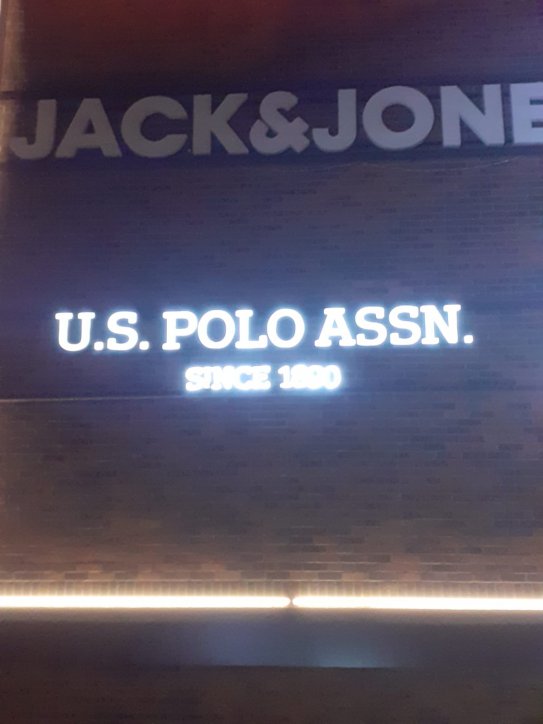 JACK&JONE
U.S. POLO ASSN.
SINCE 1890